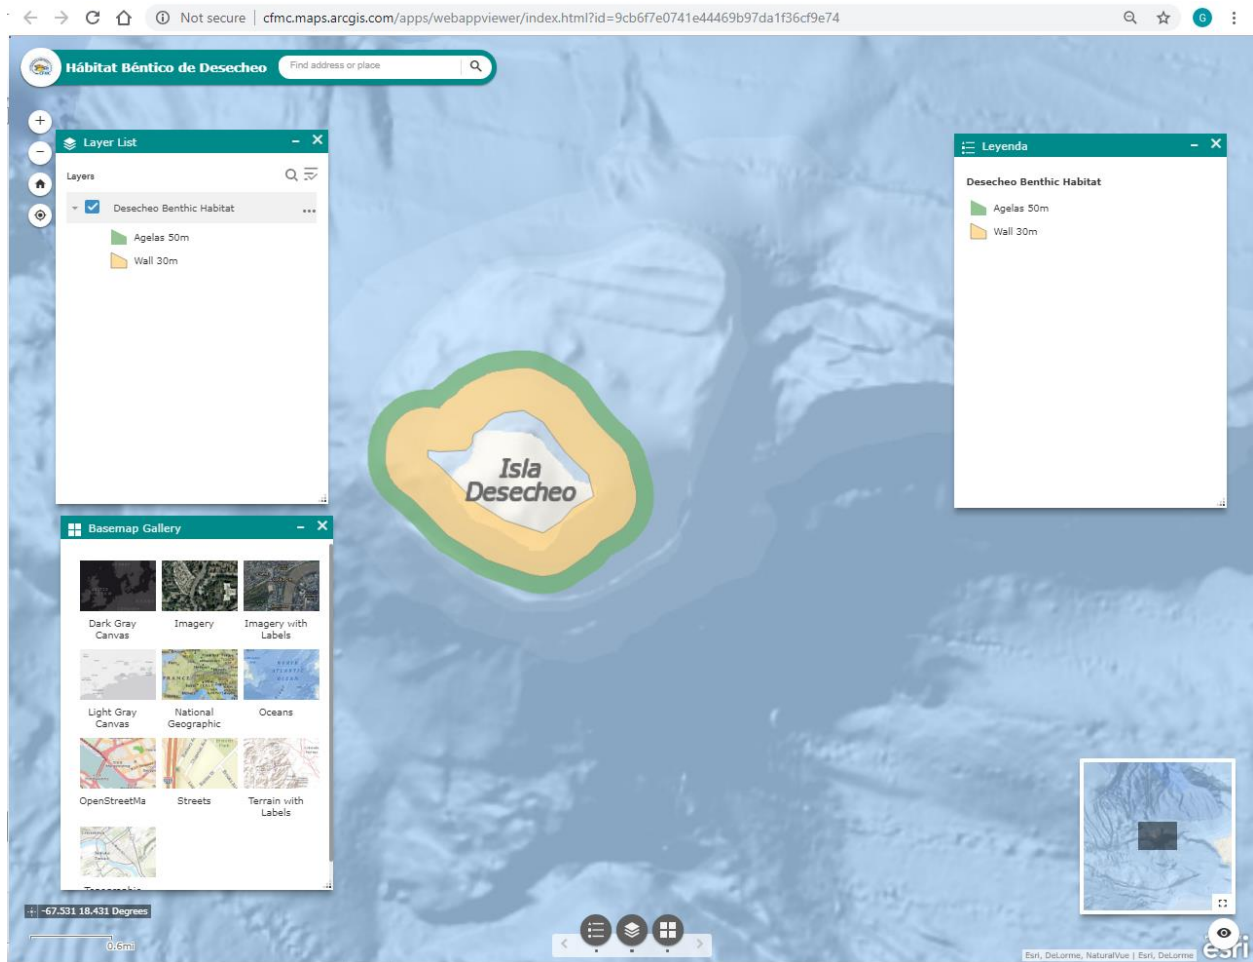 Not secure | cfmc.maps.arcgis.com/apps/webappviewer/index.html?id=9cb6f7e0741e44469b97da1f36cf9e74
G
Hábitat Béntico de Desecheo
Find address or place
Layer List
Layers
Desecheo Benthic Habitat
Agelas 50m
Wall 30m
Leyenda
Desecheo Benthic Habitat
Agelas 50m
Wall 30m
Isla
Desecheo
Basemap Gallery
Dark Gray
Canvas
Imagery
Imagery with
Labels
Light Gray
Canvas
National
Geographic
Oceans
OpenStreetMa
Streets
Terrain with
Labels
-67.531 18.431 Degrees
0.6mi
Esri, DeLorme, NaturalVue | Esri, DeLorme
esri